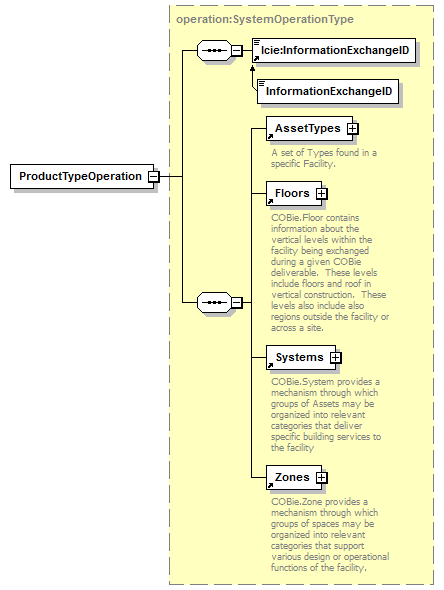 operation:SystemOperationType
lcie:InformationExchangeID
InformationExchangeID
AssetTypes
A set of Types found in a
specific Facility.
ProductTypeOperation
Floors
COBie.Floor contains
information about the
vertical levels within the
facility being exchanged
during a given COBie
deliverable.  These levels
include floors and roof in
vertical construction.  These
levels also include also
regions outside the facility or
across a site.
Systems
COBie.System provides a
mechanism through which
groups of Assets may be
organized into relevant
categories that deliver
specific building services to
the facility
Zones
COBie.Zone provides a
mechanism through which
groups of spaces may be
organized into relevant
categories that support
various design or operational
functions of the facility.